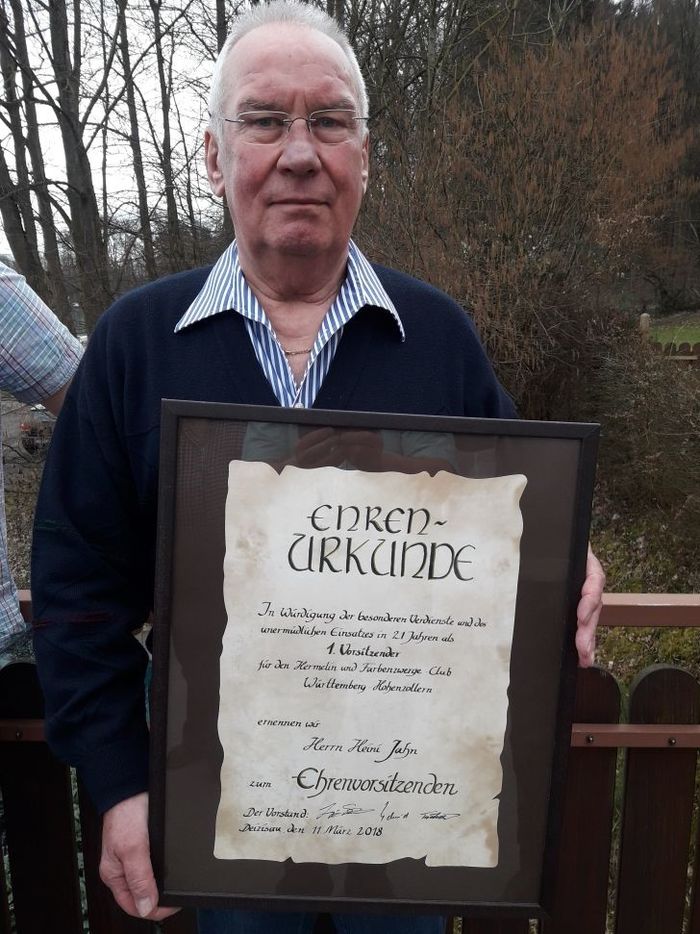 EHREN-
URKUNDE
In Würdigung der besonderen Verdienste und des
unermüdlichen Einsatzes in 21 Jahren als
1. Vorsitzender
für den Hermelin und Farbenzwerge Club
Württemberg Hohenzollern
ernennen wir
Herrn Heini Jahn
zum Ehrenvorsitzenden
Der Vorstand:
Deizisau den 11 März 2018